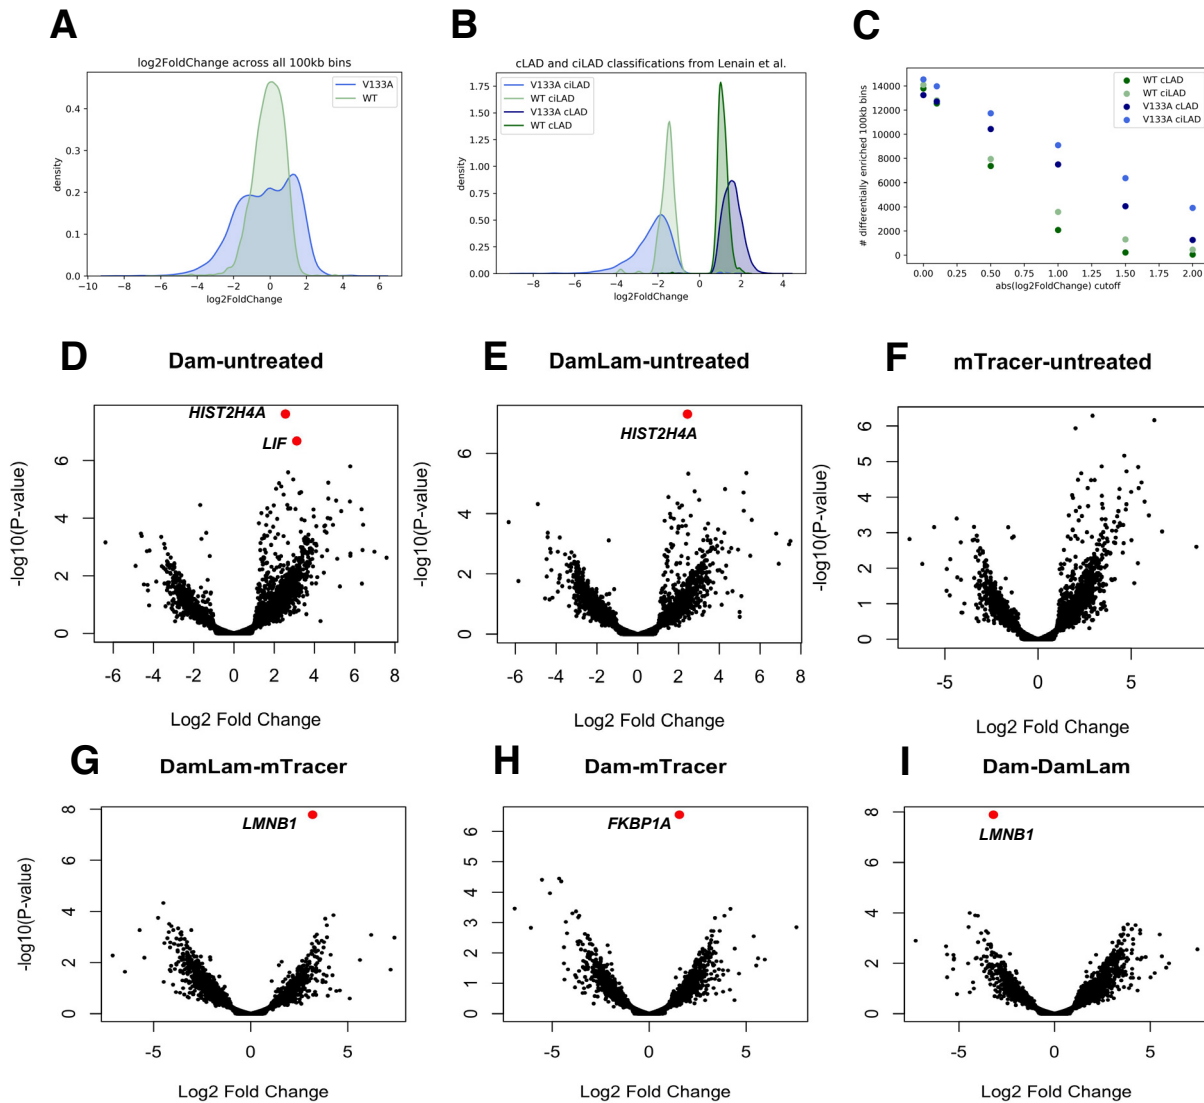 A
log2FoldChange across all 100kb bins
V133A
WT
density
0.4
0.3
0.2
0.1
0.0
−10 −8 −6 −4 −2 0 2 4 6
log2FoldChange
B
cLAD and ciLAD classifications from Lenain et al.
V133A ciLAD
WT ciLAD
V133A cLAD
WT cLAD
density
1.75
1.50
1.25
1.00
0.75
0.50
0.25
0.00
−8 −6 −4 −2 0 2 4
log2FoldChange
C
WT cLAD
WT ciLAD
V133A cLAD
V133A ciLAD
# differentially enriched 100kb bins
14000
12000
10000
8000
6000
4000
2000
0
0.00 0.25 0.50 0.75 1.00 1.25 1.50 1.75 2.00
abs(log2FoldChange) cutoff
D
Dam-untreated
HIST2H4A
LIF
-log10(P-value)
6
4
2
0
-6 -4 -2 0 2 4 6 8
Log2 Fold Change
E
DamLam-untreated
HIST2H4A
-log10(P-value)
6
4
2
0
-6 -4 -2 0 2 4 6 8
Log2 Fold Change
F
mTracer-untreated
-log10(P-value)
6
5
4
3
2
1
0
-5 0 5
Log2 Fold Change
G
DamLam-mTracer
LMNB1
-log10(P-value)
8
6
4
2
0
-5 0 5
Log2 Fold Change
H
Dam-mTracer
FKBP1A
6
5
4
3
2
1
0
-5 0 5
Log2 Fold Change
I
Dam-DamLam
LMNB1
8
6
4
2
0
-5 0 5
Log2 Fold Change